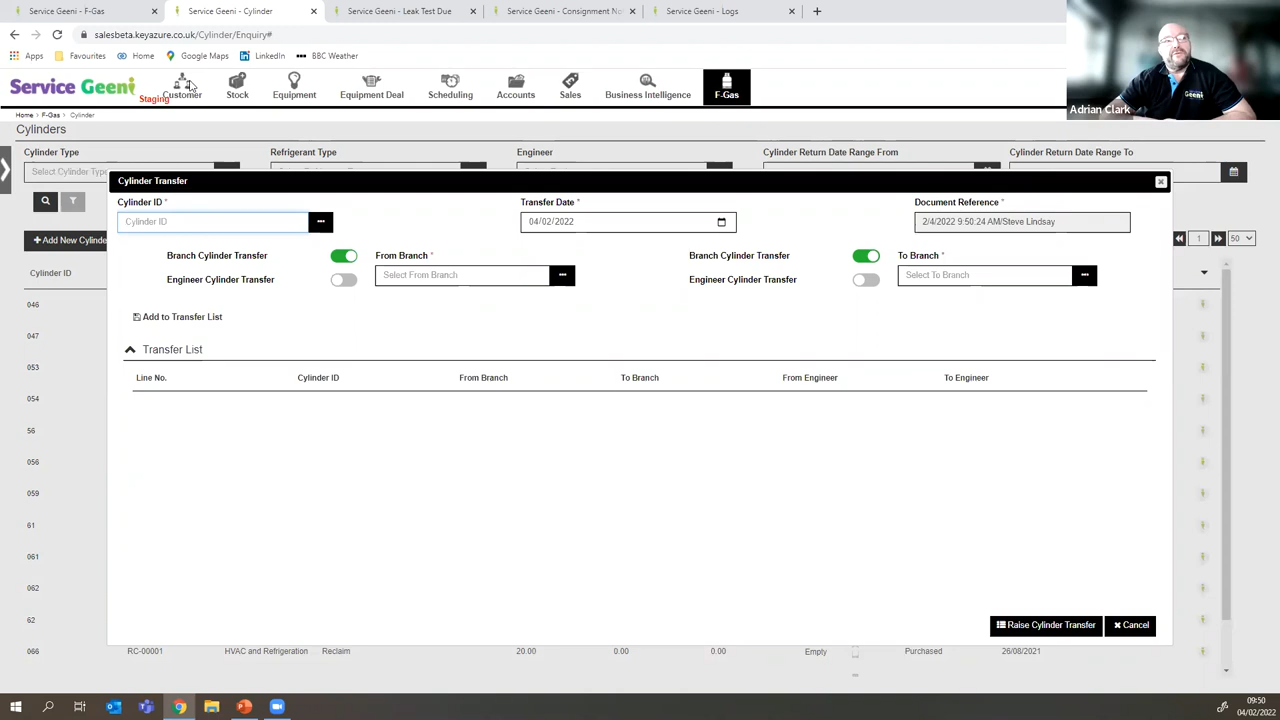 Service Geeni - F-Gas
Service Geeni - Cylinder
Service Geeni - Leak Test Due
Service Geeni - Consignment No
Service Geeni - Logs
salesbeta.keyazure.co.uk/Cylinder/Enquiry#
Apps Favourites Home Google Maps LinkedIn BBC Weather
Service Geeni
Staging
Customer Stock Equipment Equipment Deal Scheduling Accounts Sales Business Intelligence F-Gas
Adrian Clark
Geeni
Home > F-Gas > Cylinder
Cylinders
Cylinder Type Refrigerant Type Engineer Cylinder Return Date Range From Cylinder Return Date Range To
Select Cylinder Type
Cylinder Transfer
Cylinder ID * Transfer Date * Document Reference *
Cylinder ID 04/02/2022 2/4/2022 9:50:24 AM/Steve Lindsay
+ Add New Cylinde
1 50
Branch Cylinder Transfer From Branch * Branch Cylinder Transfer To Branch *
Engineer Cylinder Transfer Select From Branch Engineer Cylinder Transfer Select To Branch
Cylinder ID
Add to Transfer List
Transfer List
Line No. Cylinder ID From Branch To Branch From Engineer To Engineer
046
047
053
054
56
056
059
61
061
062
62
Raise Cylinder Transfer Cancel
066 RC-00001 HVAC and Refrigeration Reclaim 20.00 0.00 0.00 Empty Purchased 26/08/2021
09:50
04/02/2022